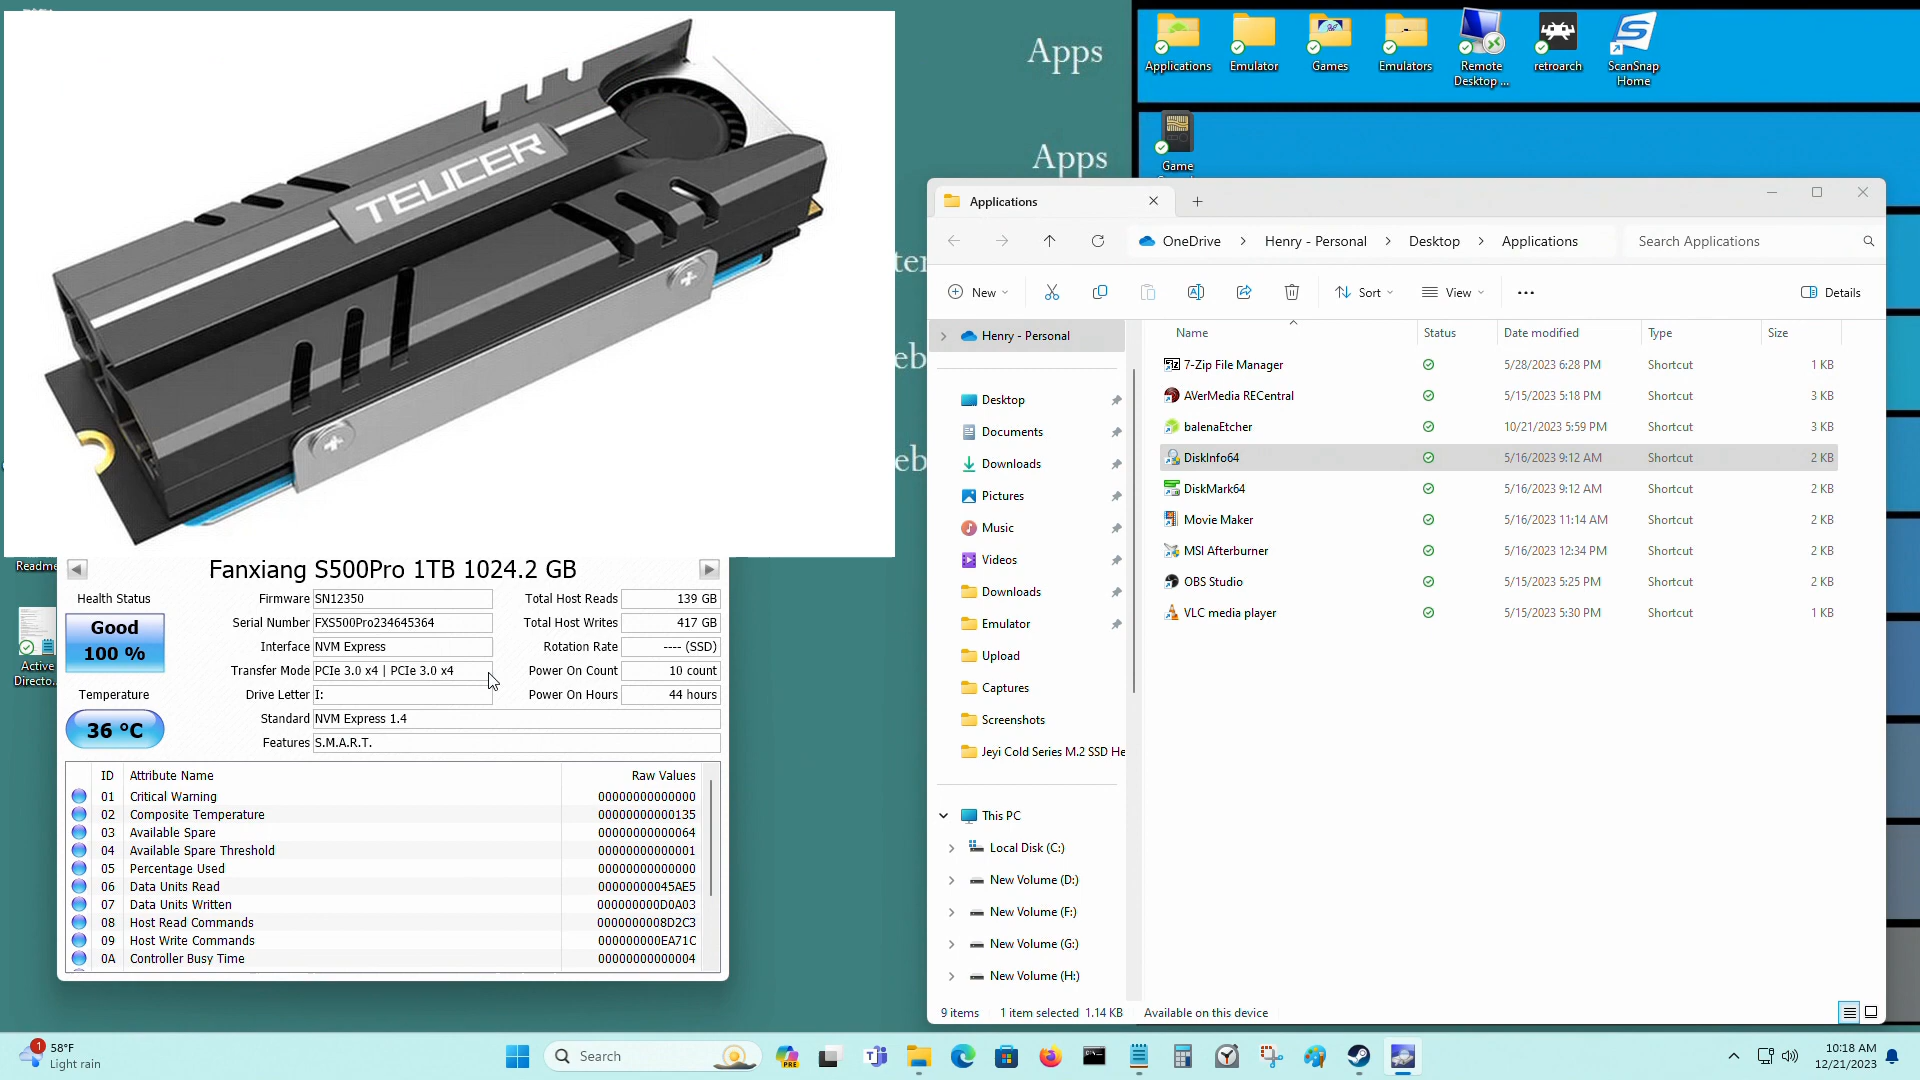 TEUCER
Apps
Apps
Applications
Emulator
Games
Emulators
Remote
Desktop ...
retroarch
ScanSnap
Home
Game
Applications
OneDrive
Henry - Personal
Desktop
Applications
Search Applications
New
Sort
View
Details
Henry - Personal
Desktop
Documents
Downloads
Pictures
Music
Videos
Downloads
Emulator
Upload
Captures
Screenshots
Jeyi Cold Series M.2 SSD He
This PC
Local Disk (C:)
New Volume (D:)
New Volume (F:)
New Volume (G:)
New Volume (H:)
Name Status Date modified Type Size
7-Zip File Manager 5/28/2023 6:28 PM Shortcut 1 KB
AVerMedia RECentral 5/15/2023 5:18 PM Shortcut 3 KB
balenaEtcher 10/21/2023 5:59 PM Shortcut 3 KB
DiskInfo64 5/16/2023 9:12 AM Shortcut 2 KB
DiskMark64 5/16/2023 9:12 AM Shortcut 2 KB
Movie Maker 5/16/2023 11:14 AM Shortcut 2 KB
MSI Afterburner 5/16/2023 12:34 PM Shortcut 2 KB
OBS Studio 5/15/2023 5:25 PM Shortcut 2 KB
VLC media player 5/15/2023 5:30 PM Shortcut 1 KB
9 items 1 item selected 1.14 KB Available on this device
Readme
Active
Directo...
Fanxiang S500Pro 1TB 1024.2 GB
Health Status
Good
100 %
Temperature
36 °C
Firmware SN12350 Total Host Reads 139 GB
Serial Number FXS500Pro234645364 Total Host Writes 417 GB
Interface NVM Express Rotation Rate ---- (SSD)
Transfer Mode PCIe 3.0 x4 | PCIe 3.0 x4 Power On Count 10 count
Drive Letter I: Power On Hours 44 hours
Standard NVM Express 1.4
Features S.M.A.R.T.
ID Attribute Name Raw Values
01 Critical Warning 00000000000000
02 Composite Temperature 00000000000135
03 Available Spare 00000000000064
04 Available Spare Threshold 00000000000001
05 Percentage Used 00000000000000
06 Data Units Read 00000000045AE5
07 Data Units Written 000000000D0A03
08 Host Read Commands 0000000008D2C3
09 Host Write Commands 000000000EA71C
0A Controller Busy Time 00000000000004
1
58°F
Light rain
Search
PRE
10:18 AM
12/21/2023